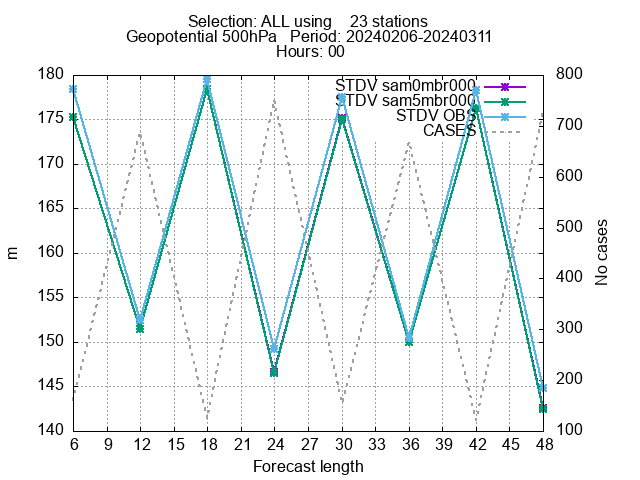 Selection: ALL using    23 stations
Geopotential 500hPa   Period: 20240206-20240311
Hours: 00
STDV sam0mbr000
STDV sam5mbr000
STDV OBS
CASES
m
180
175
170
165
160
155
150
145
140
800
700
600
500
400
300
200
100
No cases
6 9 12 15 18 21 24 27 30 33 36 39 42 45 48
Forecast length